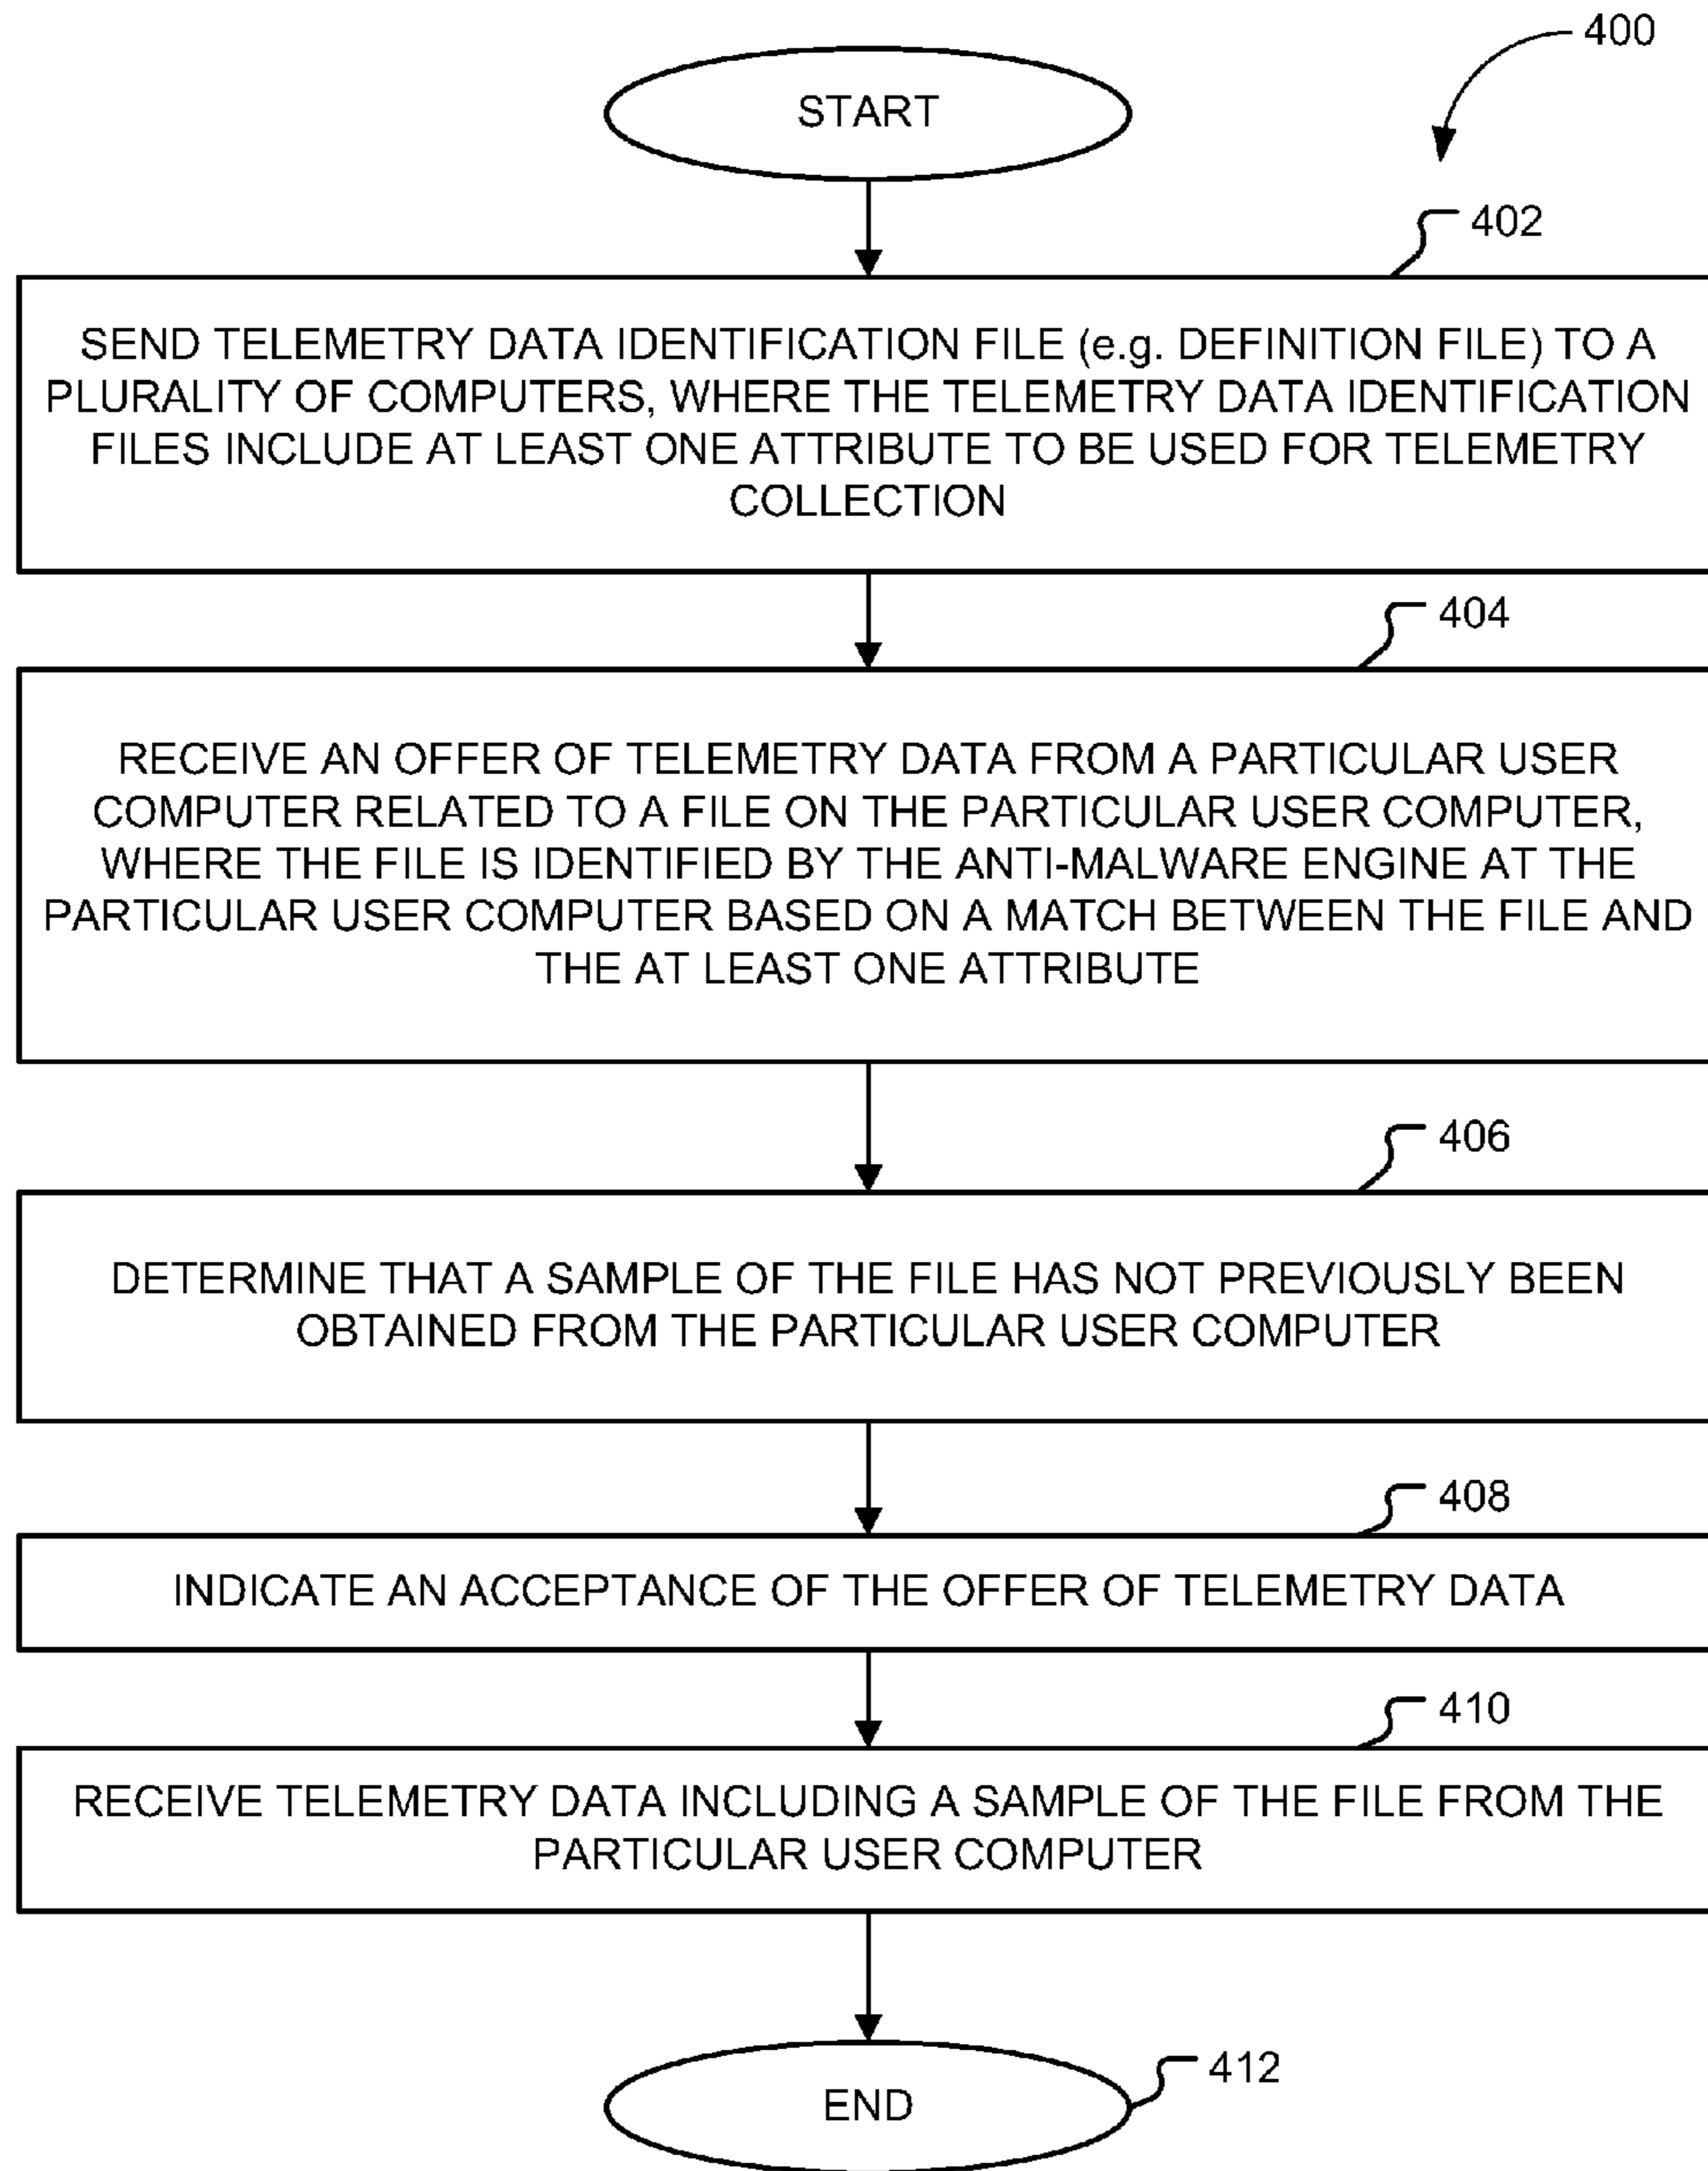 400
START
402
SEND TELEMETRY DATA IDENTIFICATION FILE (e.g. DEFINITION FILE) TO A
PLURALITY OF COMPUTERS, WHERE THE TELEMETRY DATA IDENTIFICATION
FILES INCLUDE AT LEAST ONE ATTRIBUTE TO BE USED FOR TELEMETRY
COLLECTION
404
RECEIVE AN OFFER OF TELEMETRY DATA FROM A PARTICULAR USER
COMPUTER RELATED TO A FILE ON THE PARTICULAR USER COMPUTER,
WHERE THE FILE IS IDENTIFIED BY THE ANTI-MALWARE ENGINE AT THE
PARTICULAR USER COMPUTER BASED ON A MATCH BETWEEN THE FILE AND
THE AT LEAST ONE ATTRIBUTE
406
DETERMINE THAT A SAMPLE OF THE FILE HAS NOT PREVIOUSLY BEEN
OBTAINED FROM THE PARTICULAR USER COMPUTER
408
INDICATE AN ACCEPTANCE OF THE OFFER OF TELEMETRY DATA
410
RECEIVE TELEMETRY DATA INCLUDING A SAMPLE OF THE FILE FROM THE
PARTICULAR USER COMPUTER
412
END